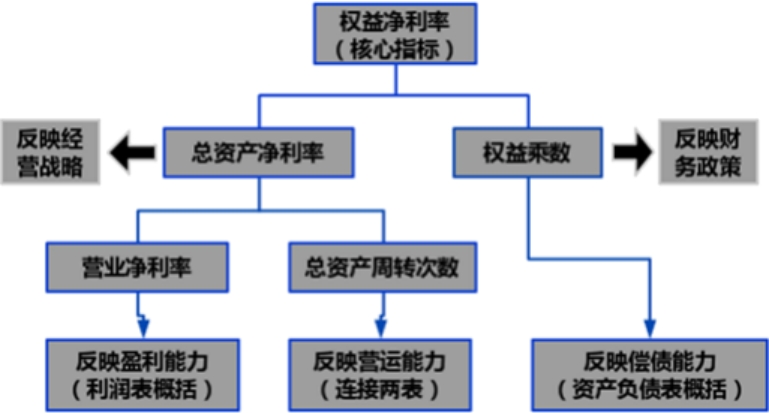 权益净利率
（核心指标）
反映经
营战略
总资产净利率
权益乘数
反映财
务政策
营业净利率
总资产周转次数
反映盈利能力
（利润表概括）
反映营运能力
（连接两表）
反映偿债能力
（资产负债表概括）